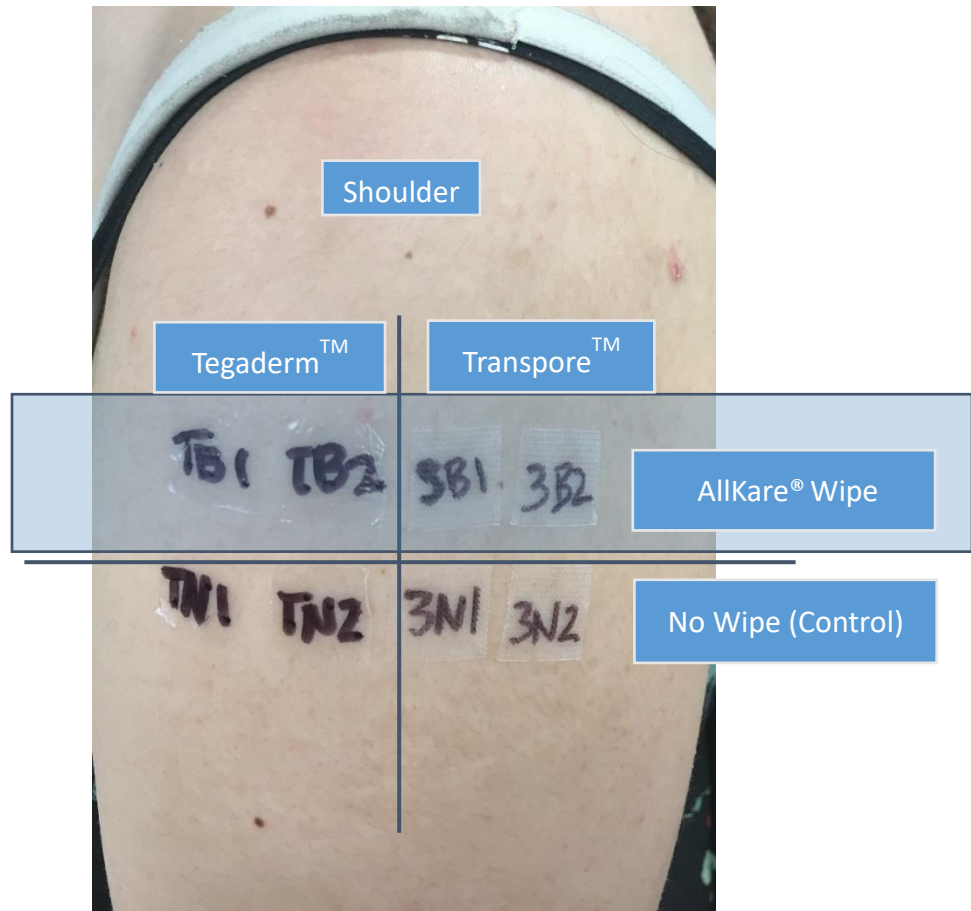 Shoulder
Tegaderm™ Transpore™
TB1 TB2 3B1 3B2 AllKare® Wipe
TN1 TN2 3N1 3N2 No Wipe (Control)